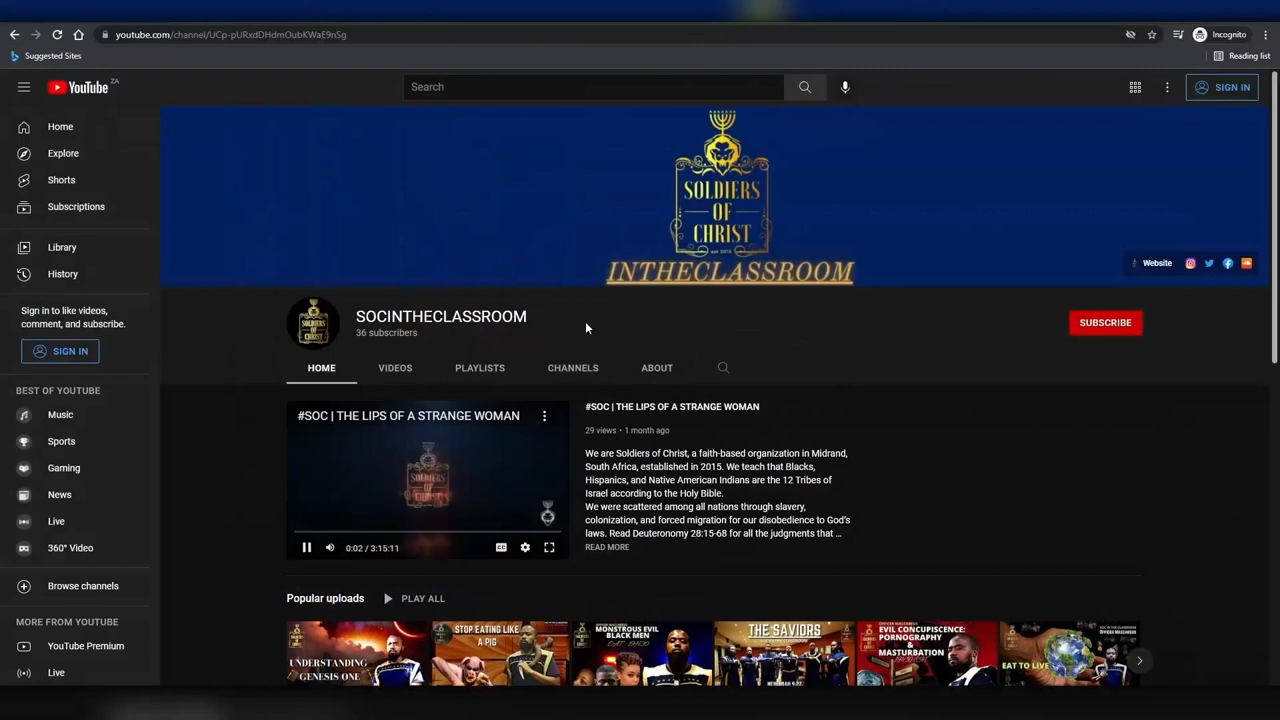 youtube.com/channel/UCp-pURxdDHdmOubKWaE9nSg
Incognito
Suggested Sites
Reading list
YouTube ZA
Search
SIGN IN
Home
Explore
Shorts
Subscriptions
Library
History
Sign in to like videos,
comment, and subscribe.
SIGN IN
BEST OF YOUTUBE
Music
Sports
Gaming
News
Live
360° Video
Browse channels
MORE FROM YOUTUBE
YouTube Premium
Live
SOLDIERS
OF
CHRIST
INTHECLASSROOM
Website
SOCINTHECLASSROOM
36 subscribers
SUBSCRIBE
HOME
VIDEOS
PLAYLISTS
CHANNELS
ABOUT
#SOC | THE LIPS OF A STRANGE WOMAN
SOLDIERS
OF
CHRIST
0:02 / 3:15:11
#SOC | THE LIPS OF A STRANGE WOMAN
29 views • 1 month ago
We are Soldiers of Christ, a faith-based organization in Midrand,
South Africa, established in 2015. We teach that Blacks,
Hispanics, and Native American Indians are the 12 Tribes of
Israel according to the Holy Bible.
We were scattered among all nations through slavery,
colonization, and forced migration for our disobedience to God's
laws. Read Deuteronomy 28:15-68 for all the judgments that ...
READ MORE
Popular uploads
PLAY ALL
UNDERSTANDING
GENESIS ONE
STOP EATING LIKE
A PIG
MONSTROUS EVIL
BLACK MEN
THE SAVIORS
EVIL CONCUPISCENCE:
PORNOGRAPHY &
MASTURBATION
EAT TO LIVE